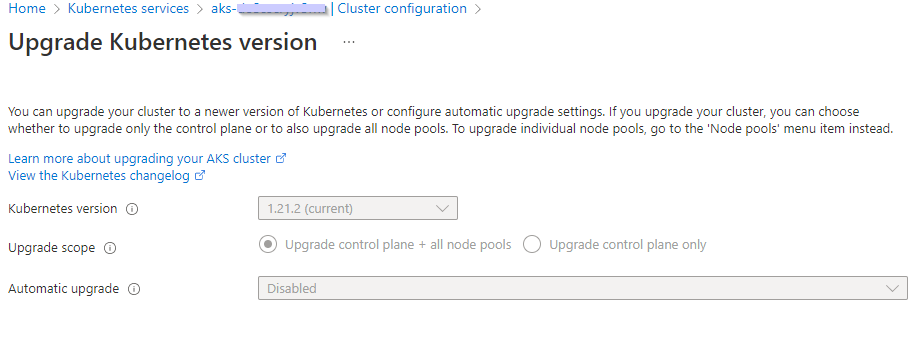 Home > Kubernetes services > aks- | Cluster configuration >
Upgrade Kubernetes version ...
You can upgrade your cluster to a newer version of Kubernetes or configure automatic upgrade settings. If you upgrade your cluster, you can choose
whether to upgrade only the control plane or to also upgrade all node pools. To upgrade individual node pools, go to the 'Node pools' menu item instead.
Learn more about upgrading your AKS cluster
View the Kubernetes changelog
Kubernetes version 1.21.2 (current)
Upgrade scope Upgrade control plane + all node pools Upgrade control plane only
Automatic upgrade Disabled